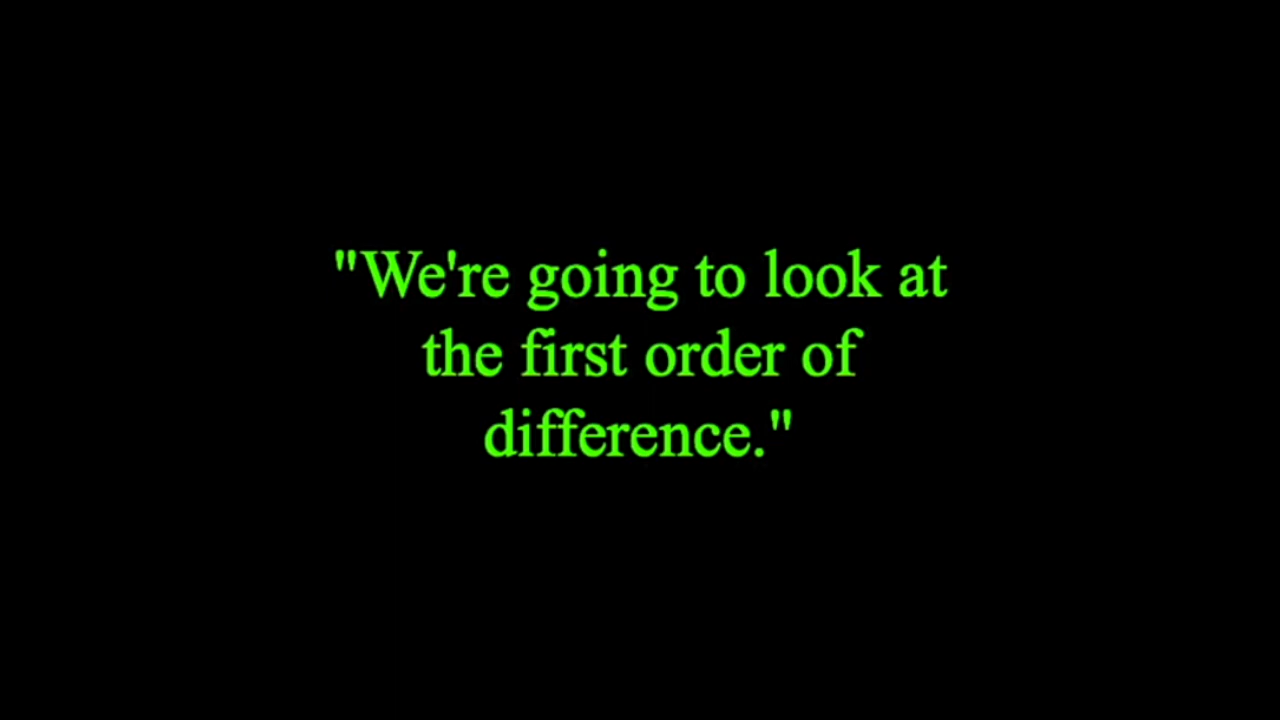 "We're going to look at
the first order of
difference."